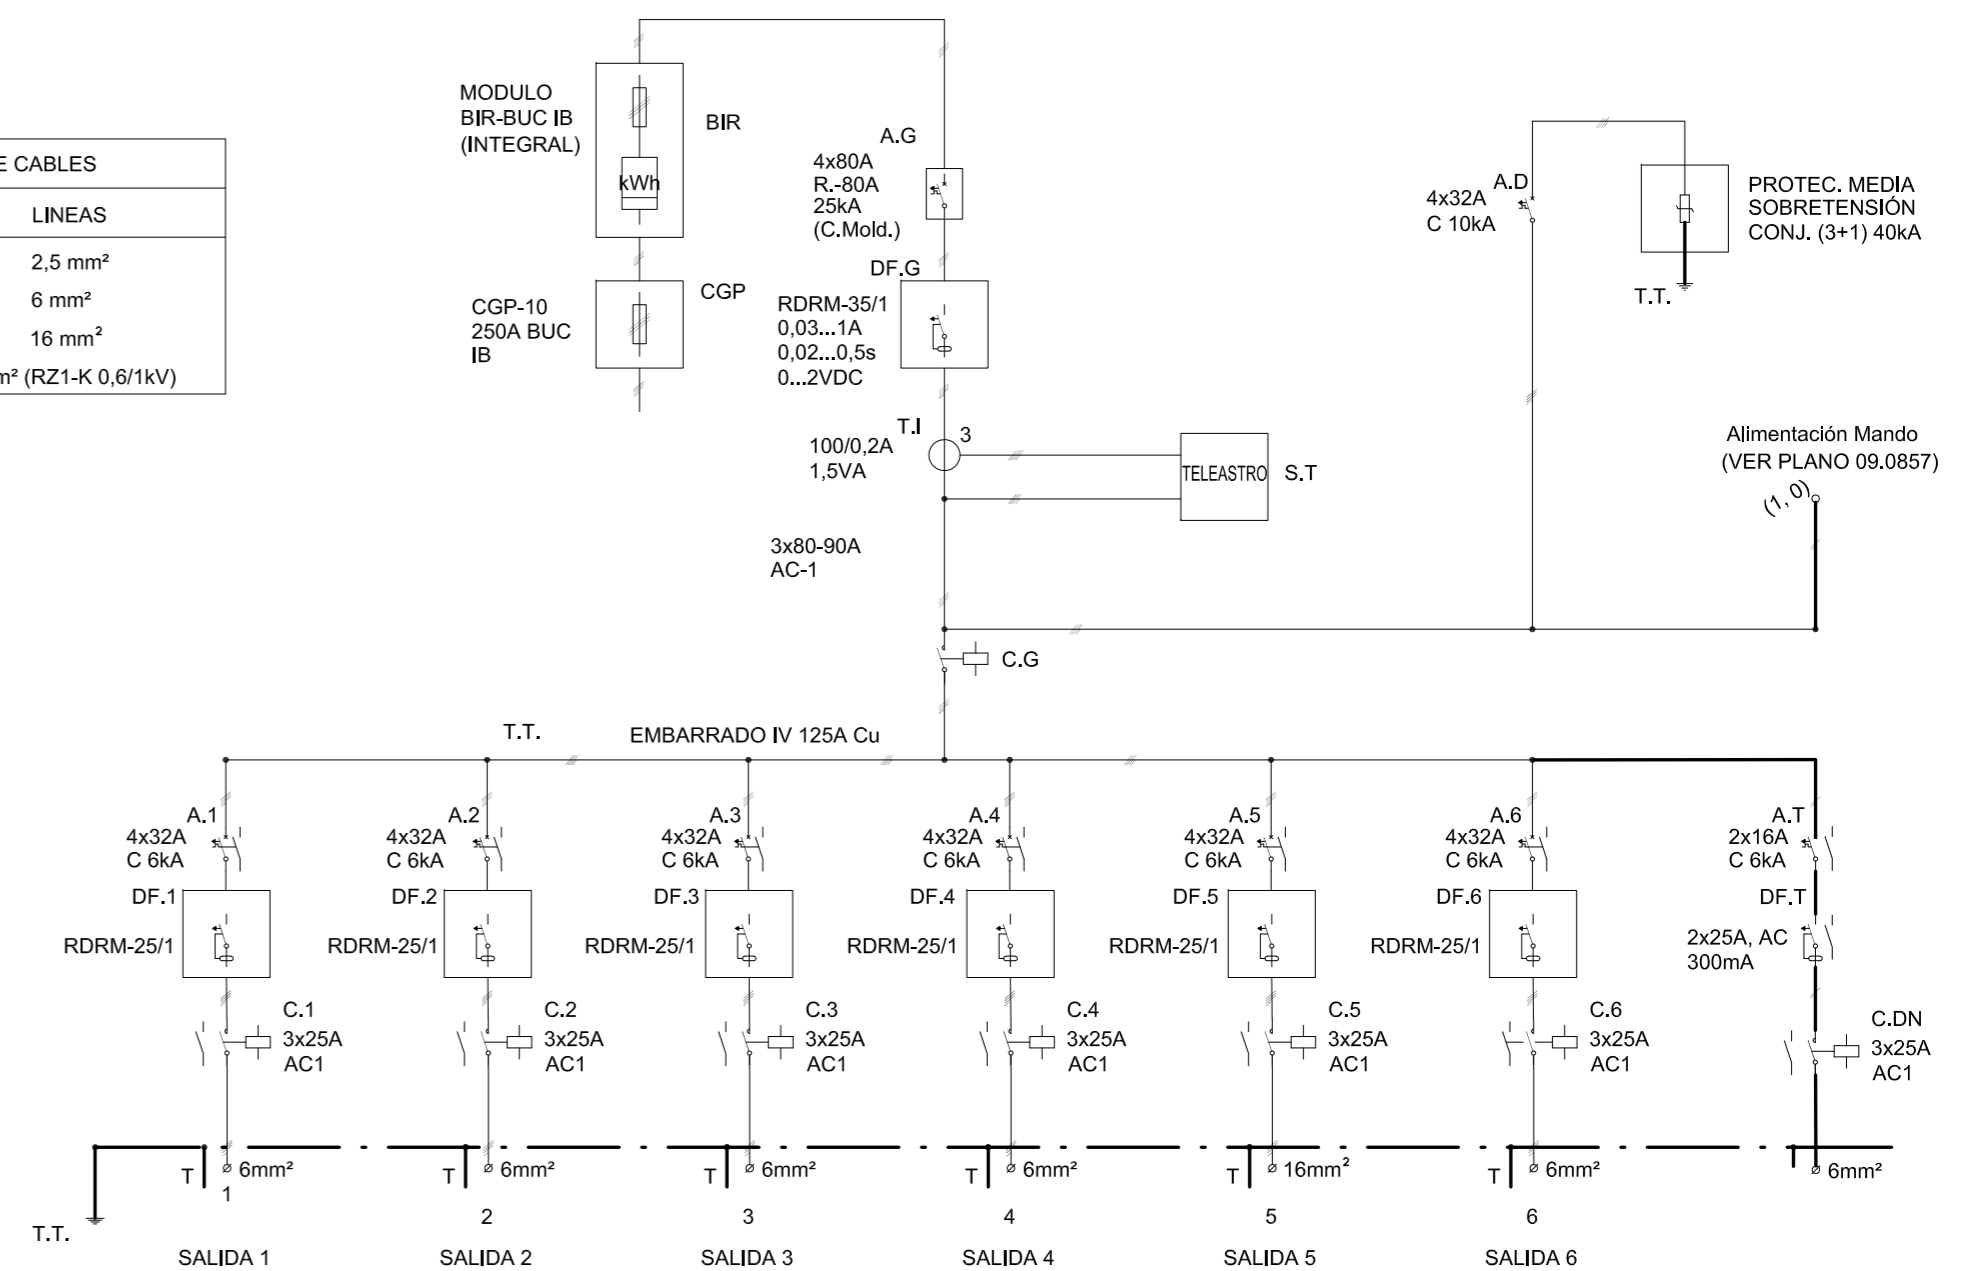 E CABLES
LINEAS
2,5 mm²
6 mm²
16 mm²
m² (RZ1-K 0,6/1kV)
MODULO
BIR-BUC IB
(INTEGRAL)
BIR
kWh
CGP-10
250A BUC
IB
CGP
A.G
4x80A
R.-80A
25kA
(C.Mold.)
DF.G
RDRM-35/1
0,03...1A
0,02...0,5s
0...2VDC
T.I
3
100/0,2A
1,5VA
TELEASTRO
S.T
3x80-90A
AC-1
A.D
4x32A
C 10kA
PROTEC. MEDIA
SOBRETENSIÓN
CONJ. (3+1) 40kA
T.T.
Alimentación Mando
(VER PLANO 09.0857)
(1, 0)
C.G
T.T.
EMBARRADO IV 125A Cu
A.1
4x32A
C 6kA
DF.1
RDRM-25/1
C.1
3x25A
AC1
A.2
4x32A
C 6kA
DF.2
RDRM-25/1
C.2
3x25A
AC1
A.3
4x32A
C 6kA
DF.3
RDRM-25/1
C.3
3x25A
AC1
A.4
4x32A
C 6kA
DF.4
RDRM-25/1
C.4
3x25A
AC1
A.5
4x32A
C 6kA
DF.5
RDRM-25/1
C.5
3x25A
AC1
A.6
4x32A
C 6kA
DF.6
RDRM-25/1
C.6
3x25A
AC1
A.T
2x16A
C 6kA
DF.T
2x25A, AC
300mA
C.DN
3x25A
AC1
T 6mm²
T 6mm²
T 6mm²
T 6mm²
T 16mm²
T 6mm²
6mm²
T.T.
1
2
3
4
5
6
SALIDA 1
SALIDA 2
SALIDA 3
SALIDA 4
SALIDA 5
SALIDA 6